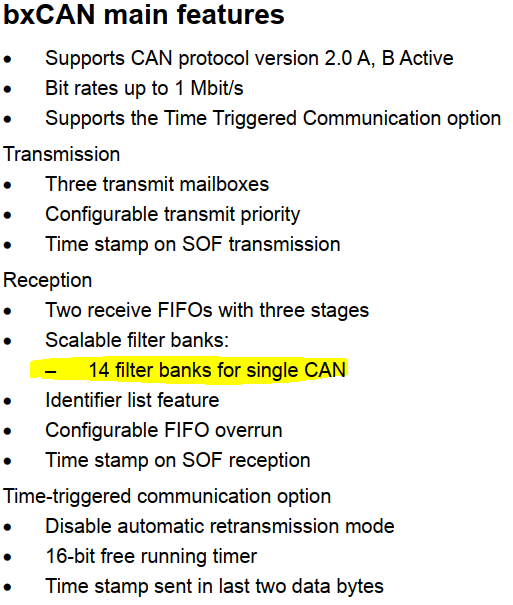 bxCAN main features
• Supports CAN protocol version 2.0 A, B Active
• Bit rates up to 1 Mbit/s
• Supports the Time Triggered Communication option
Transmission
• Three transmit mailboxes
• Configurable transmit priority
• Time stamp on SOF transmission
Reception
• Two receive FIFOs with three stages
• Scalable filter banks:
– 14 filter banks for single CAN
• Identifier list feature
• Configurable FIFO overrun
• Time stamp on SOF reception
Time-triggered communication option
• Disable automatic retransmission mode
• 16-bit free running timer
• Time stamp sent in last two data bytes